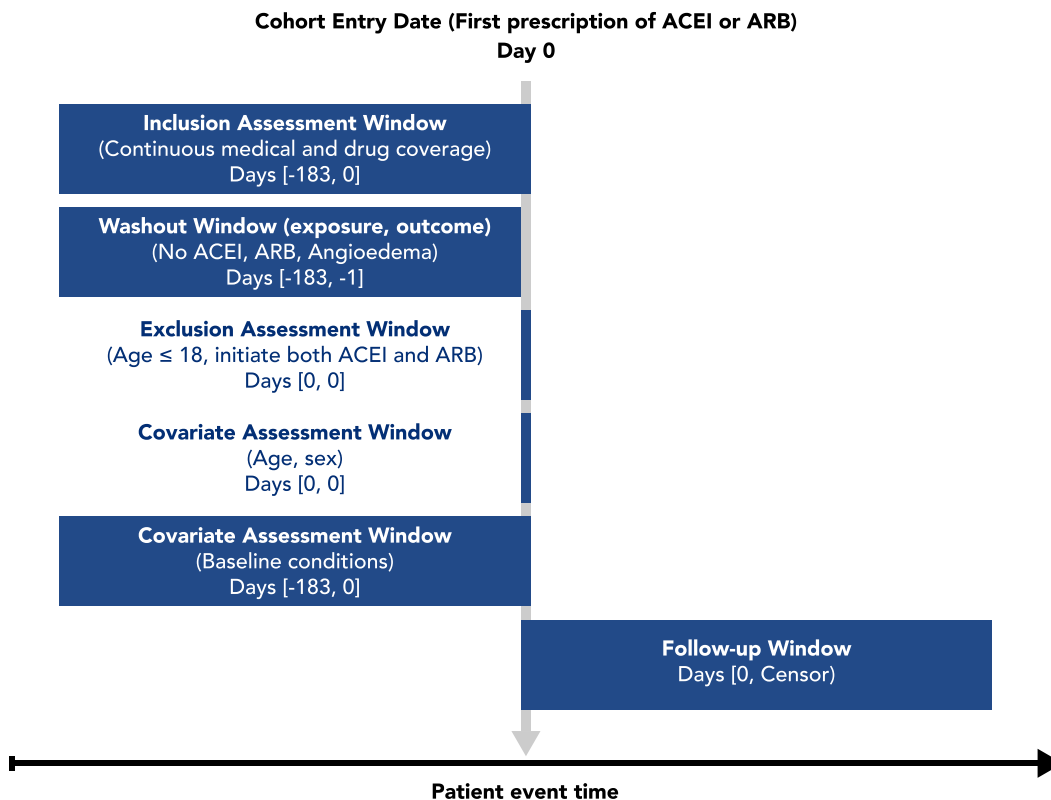 Cohort Entry Date (First prescription of ACEI or ARB)
Day 0
Inclusion Assessment Window
(Continuous medical and drug coverage)
Days [-183, 0]
Washout Window (exposure, outcome)
(No ACEI, ARB, Angioedema)
Days [-183, -1]
Exclusion Assessment Window
(Age ≤ 18, initiate both ACEI and ARB)
Days [0, 0]
Covariate Assessment Window
(Age, sex)
Days [0, 0]
Covariate Assessment Window
(Baseline conditions)
Days [-183, 0]
Follow-up Window
Days [0, Censor)
Patient event time